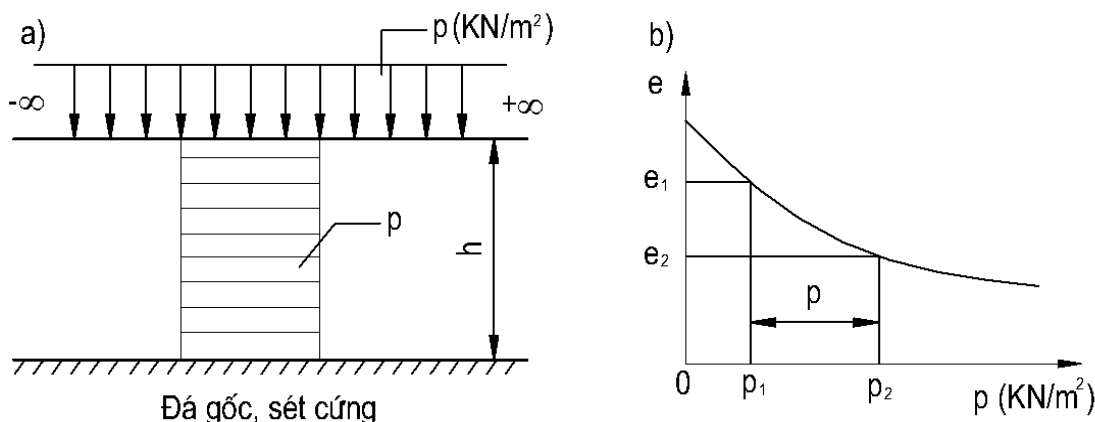 a)
p (KN/m²)
-∞
+∞
p
h
Đá gốc, sét cứng
b)
e
e₁
e₂
p
0
p₁
p₂
p (KN/m²)